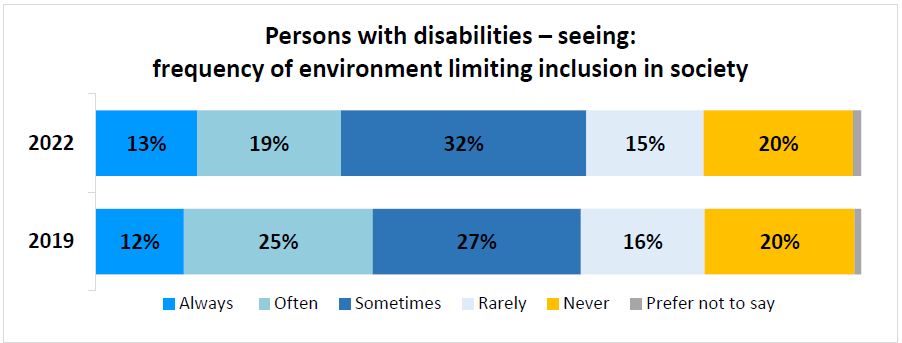 Persons with disabilities – seeing:
frequency of environment limiting inclusion in society
2022 13% 19% 32% 15% 20%
2019 12% 25% 27% 16% 20%
Always Often Sometimes Rarely Never Prefer not to say